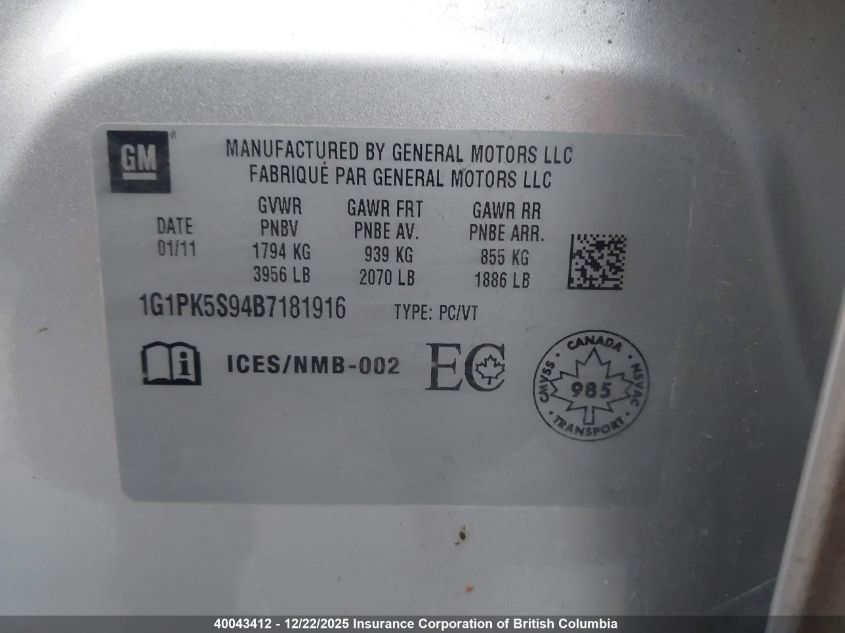 GM®
MANUFACTURED BY GENERAL MOTORS LLC
FABRIQUÉ PAR GENERAL MOTORS LLC
DATE
01/11
GVWR
PNBV
1794 KG
3956 LB
GAWR FRT
PNBE AV.
939 KG
2070 LB
GAWR RR
PNBE ARR.
855 KG
1886 LB
1G1PK5S94B7181916 TYPE: PC/VT
i ICES/NMB-002 EC
CANADA
CMVSS
985
NSVAC
TRANSPORT
40043412 - 12/22/2025 Insurance Corporation of British Columbia